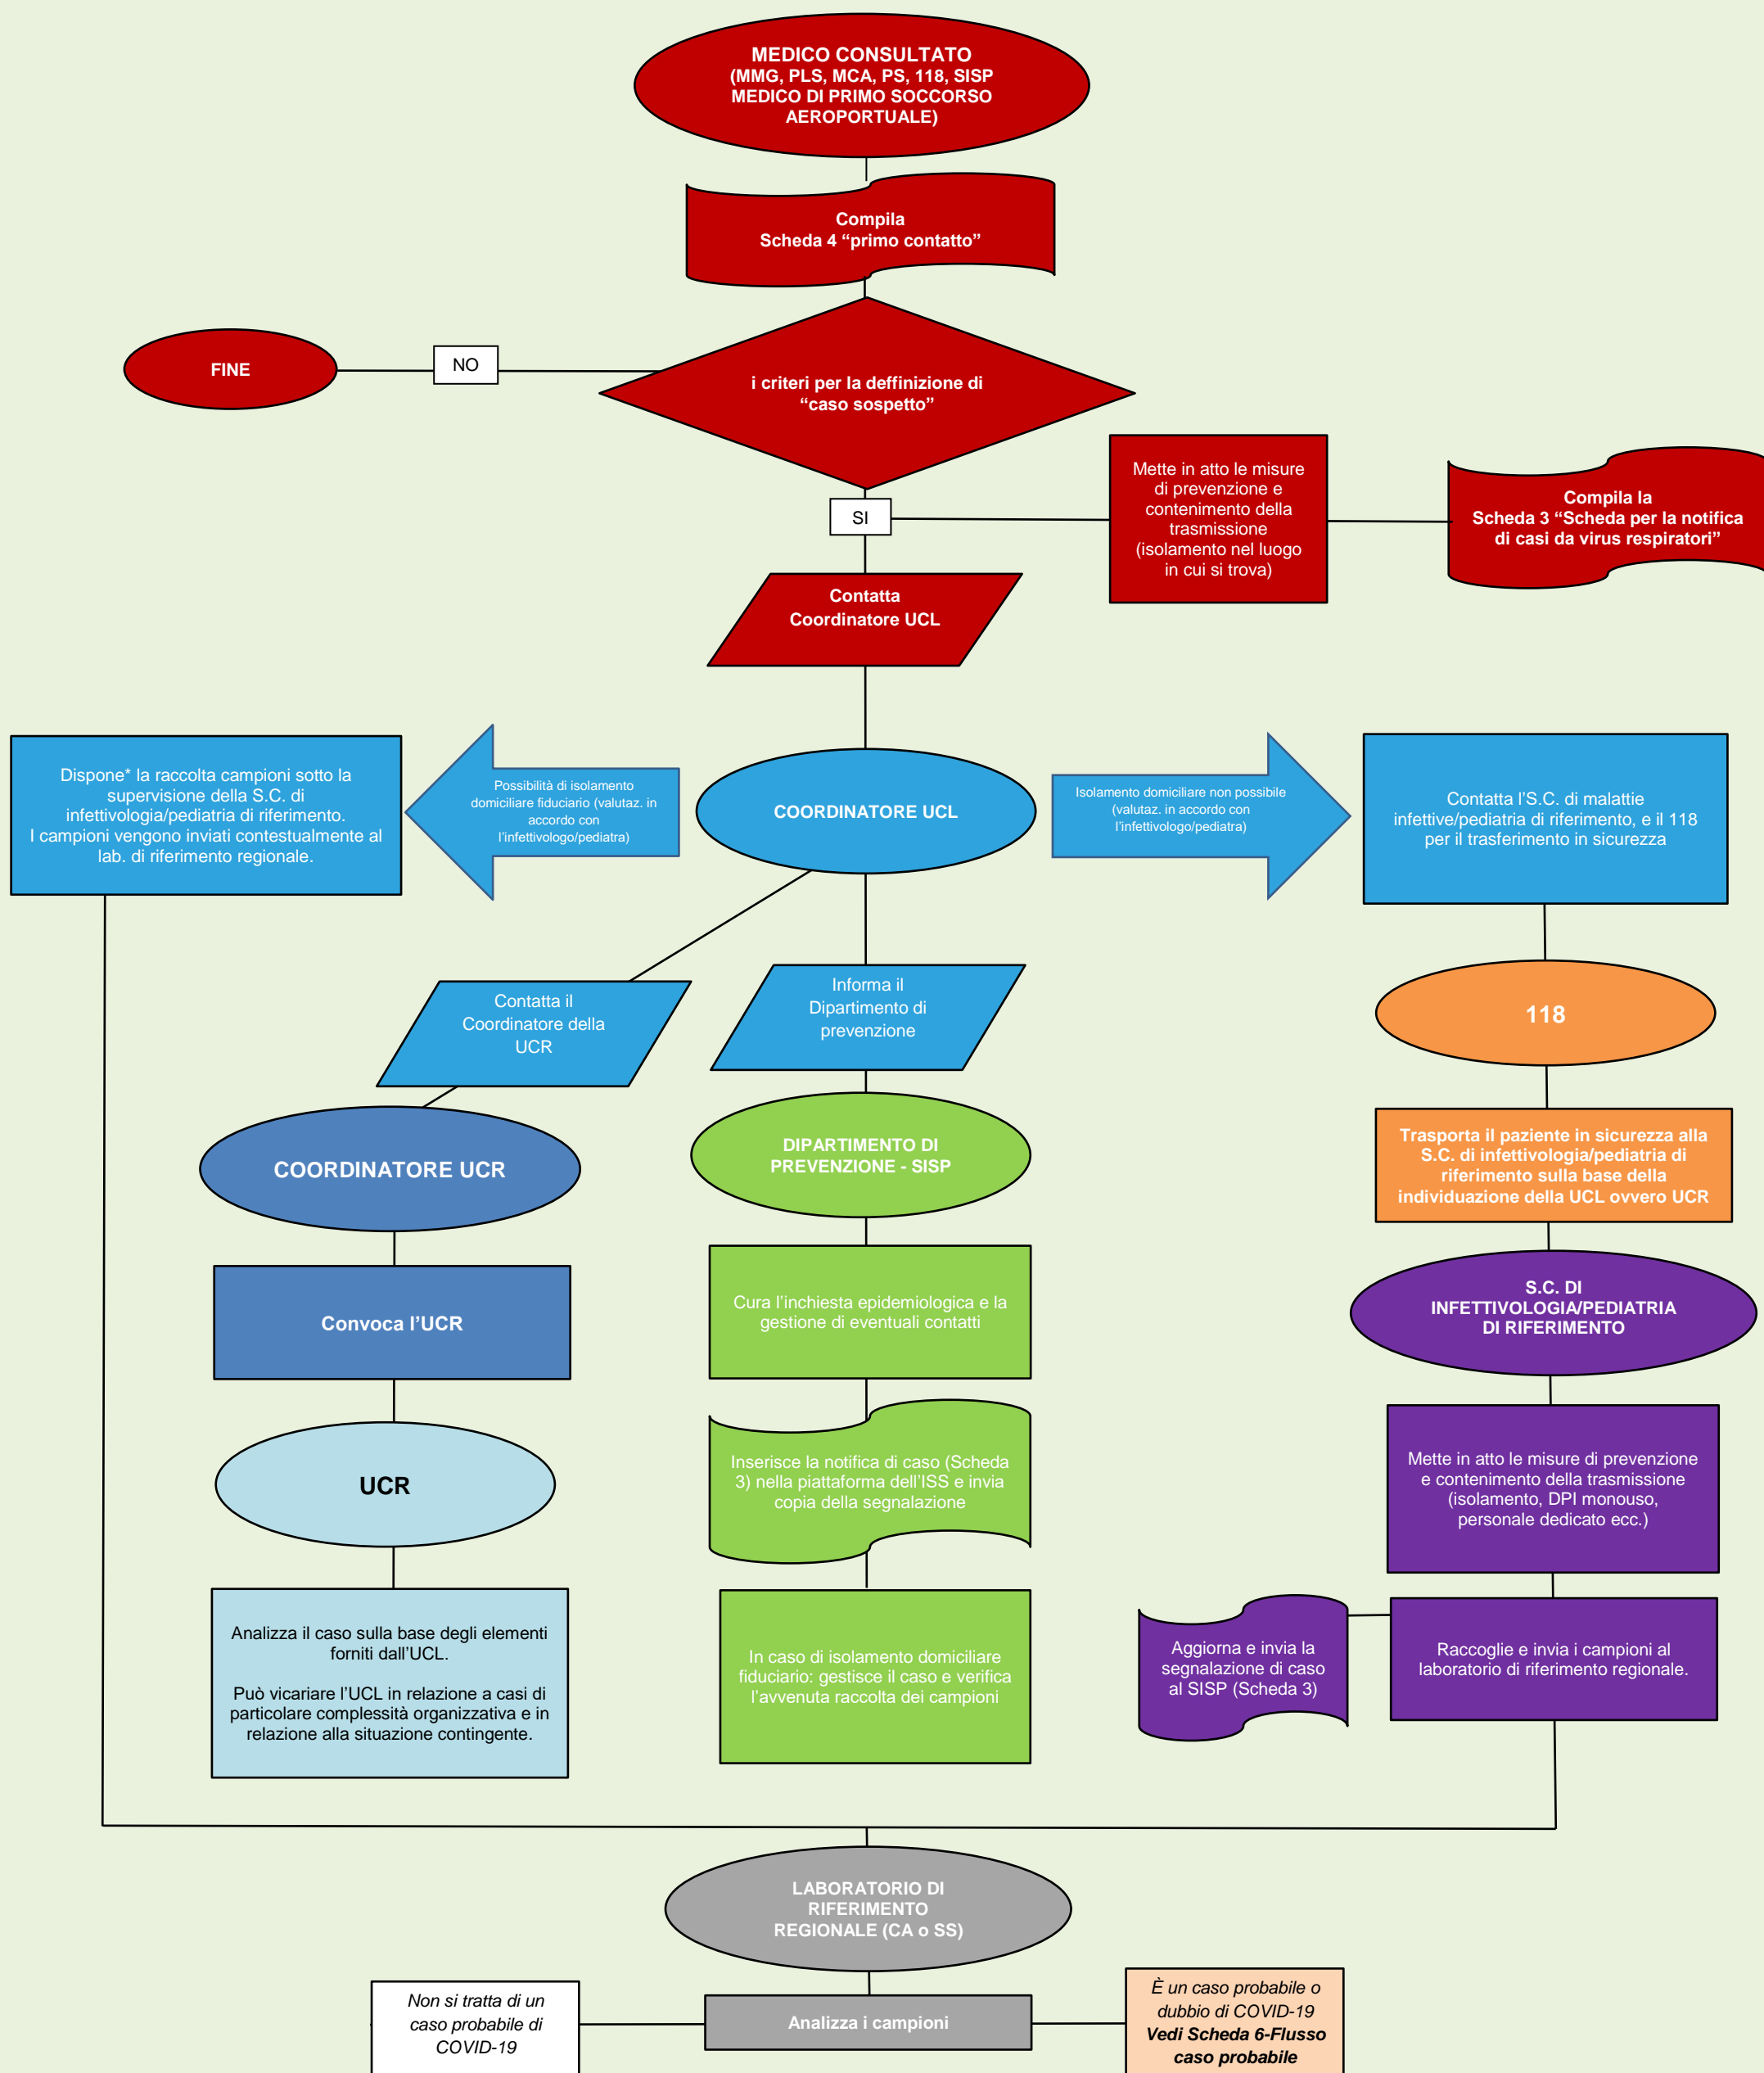 MEDICO CONSULTATO
(MMG, PLS, MCA, PS, 118, SISP
MEDICO DI PRIMO SOCCORSO
AEROPORTUALE)
Compila
Scheda 4 “primo contatto”
FINE
NO
i criteri per la deffinizione di
“caso sospetto”
SI
Mette in atto le misure
di prevenzione e
contenimento della
trasmissione
(isolamento nel luogo
in cui si trova)
Compila la
Scheda 3 “Scheda per la notifica
di casi da virus respiratori”
Contatta
Coordinatore UCL
Dispone* la raccolta campioni sotto la
supervisione della S.C. di
infettivologia/pediatria di riferimento.
I campioni vengono inviati contestualmente al
lab. di riferimento regionale.
Possibilità di isolamento
domiciliare fiduciario (valutaz. in
accordo con
l’infettivologo/pediatra)
COORDINATORE UCL
Isolamento domiciliare non possibile
(valutaz. in accordo con
l’infettivologo/pediatra)
Contatta l’S.C. di malattie
infettive/pediatria di riferimento, e il 118
per il trasferimento in sicurezza
Contatta il
Coordinatore della
UCR
Informa il
Dipartimento di
prevenzione
118
COORDINATORE UCR
DIPARTIMENTO DI
PREVENZIONE - SISP
Trasporta il paziente in sicurezza alla
S.C. di infettivologia/pediatria di
riferimento sulla base della
individuazione della UCL ovvero UCR
Convoca l’UCR
Cura l’inchiesta epidemiologica e la
gestione di eventuali contatti
S.C. DI
INFETTIVOLOGIA/PEDIATRIA
DI RIFERIMENTO
UCR
Inserisce la notifica di caso (Scheda
3) nella piattaforma dell’ISS e invia
copia della segnalazione
Mette in atto le misure di prevenzione
e contenimento della trasmissione
(isolamento, DPI monouso,
personale dedicato ecc.)
Analizza il caso sulla base degli elementi
forniti dall’UCL.
Può vicariare l’UCL in relazione a casi di
particolare complessità organizzativa e in
relazione alla situazione contingente.
In caso di isolamento domiciliare
fiduciario: gestisce il caso e verifica
l’avvenuta raccolta dei campioni
Aggiorna e invia la
segnalazione di caso
al SISP (Scheda 3)
Raccoglie e invia i campioni al
laboratorio di riferimento regionale.
LABORATORIO DI
RIFERIMENTO
REGIONALE (CA o SS)
Non si tratta di un
caso probabile di
COVID-19
Analizza i campioni
È un caso probabile o
dubbio di COVID-19
Vedi Scheda 6-Flusso
caso probabile